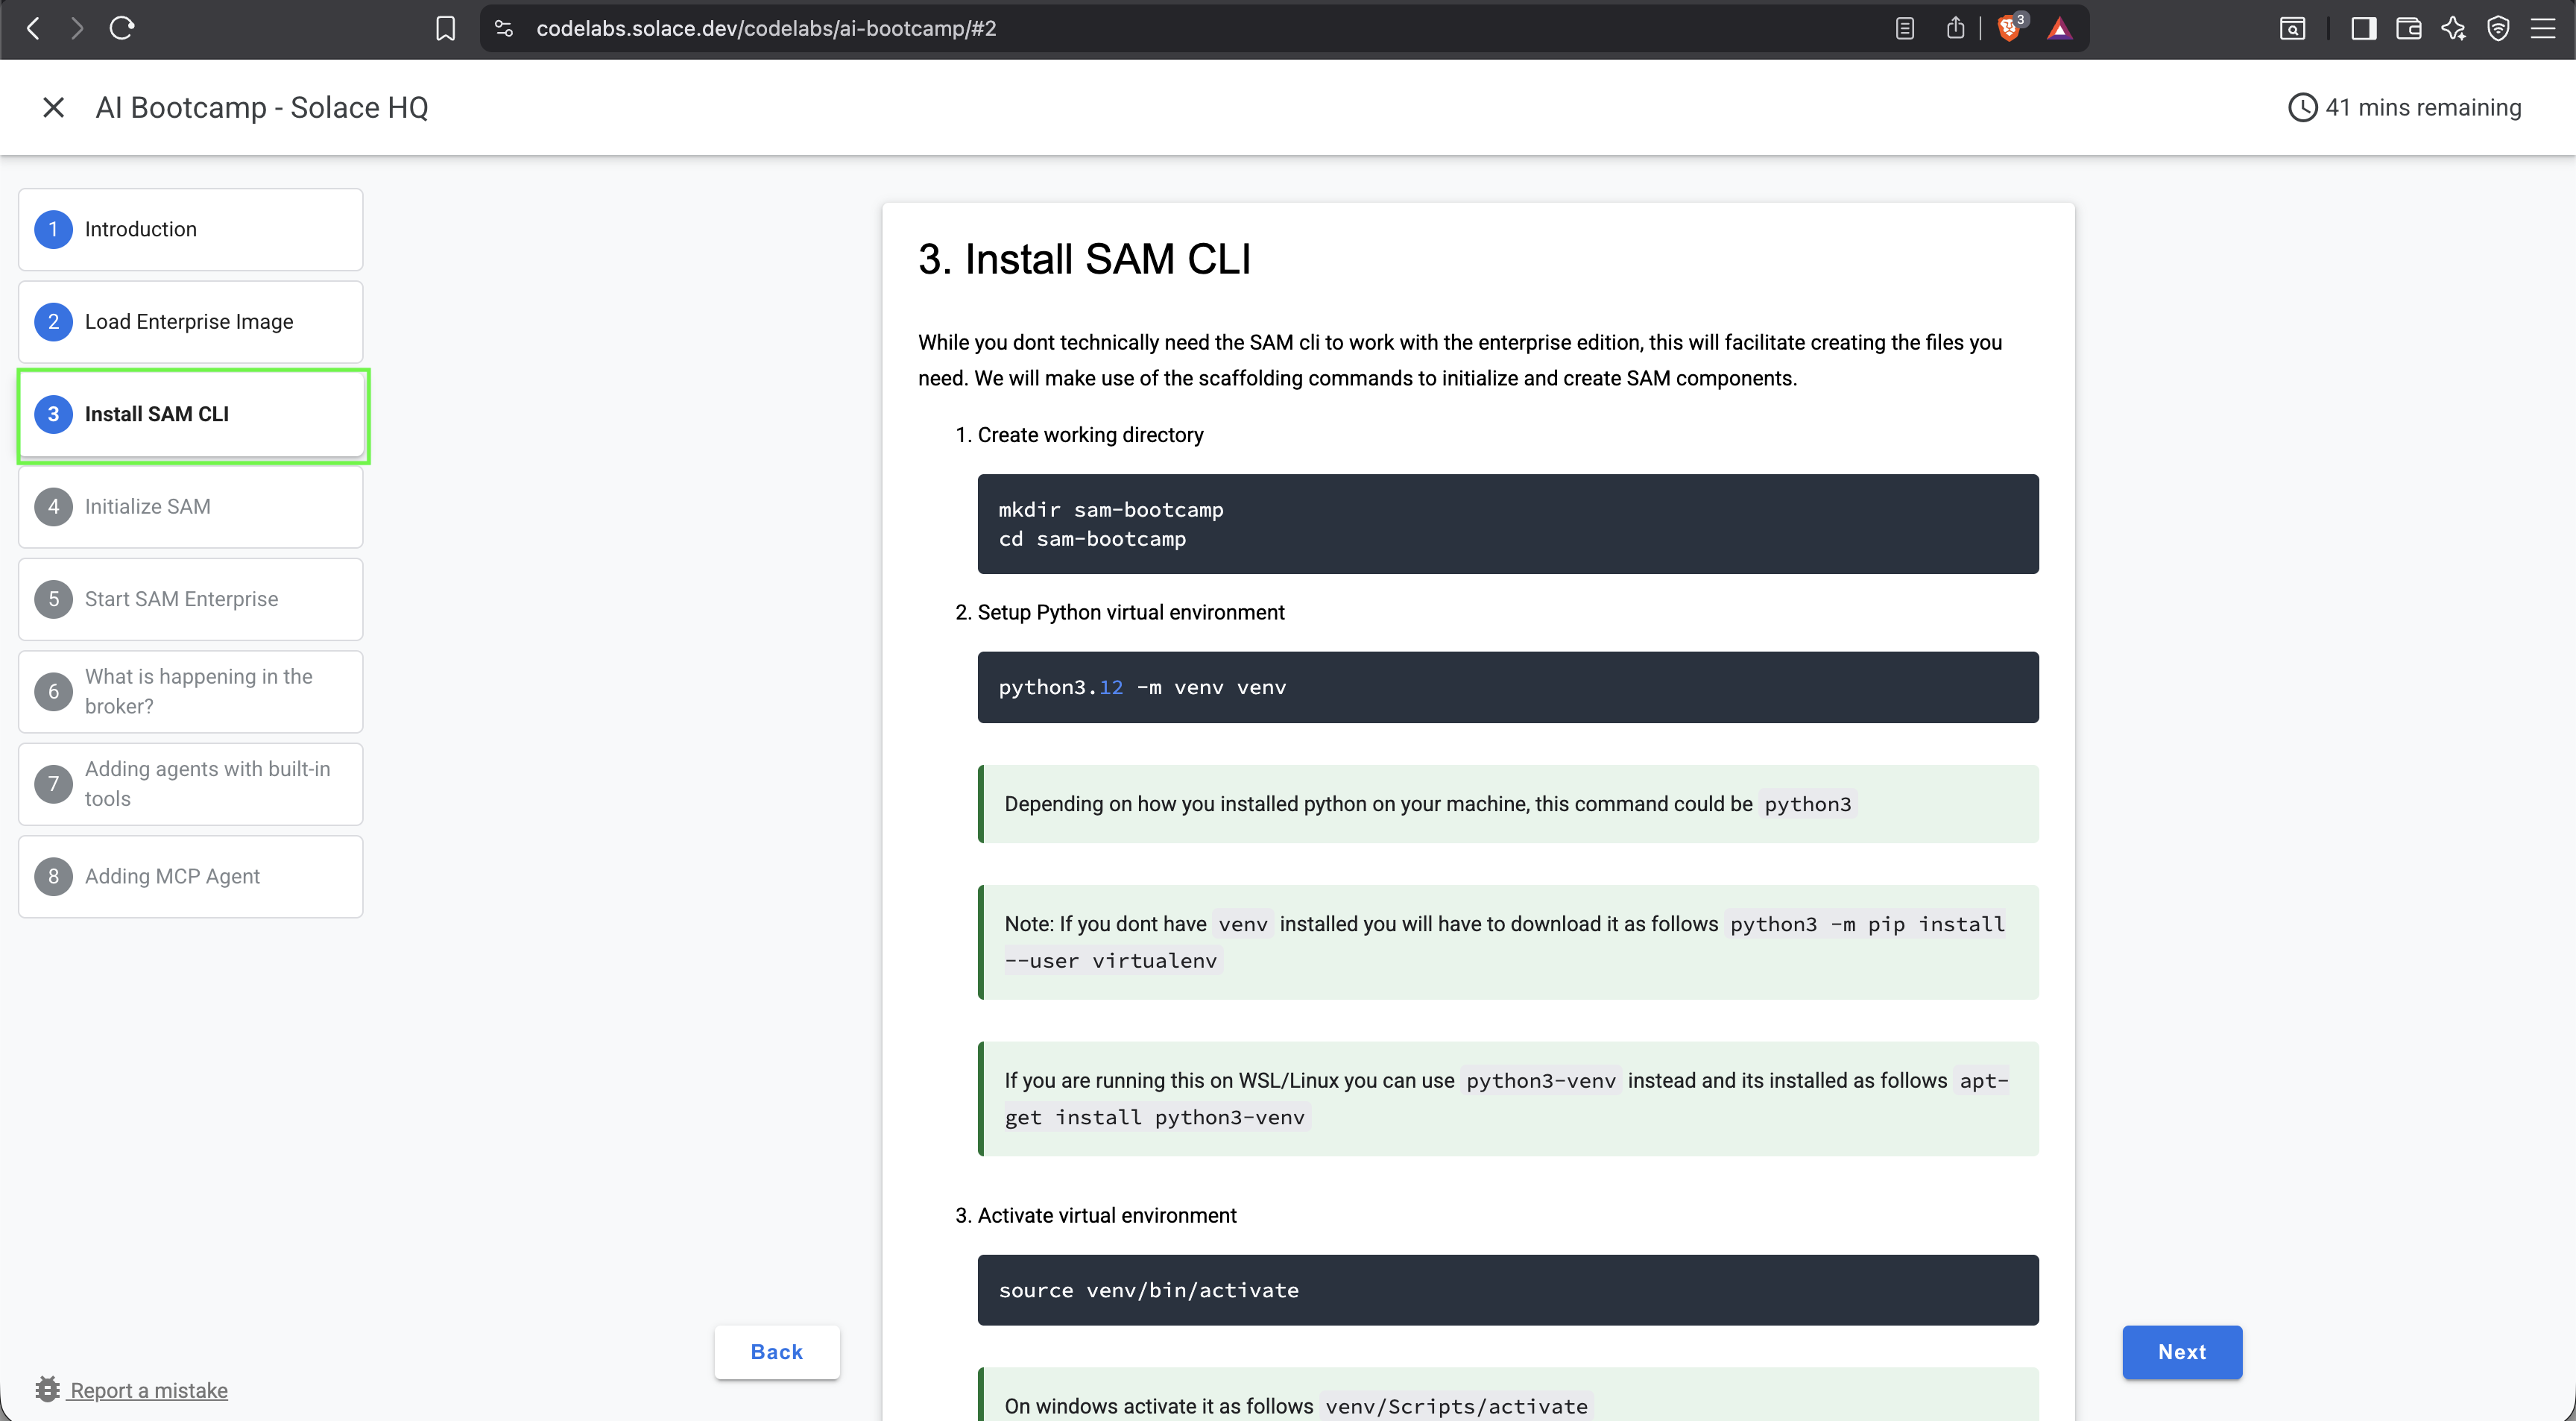 codelabs.solace.dev/codelabs/ai-bootcamp/#2
3
AI Bootcamp - Solace HQ
41 mins remaining
1 Introduction
2 Load Enterprise Image
3 Install SAM CLI
4 Initialize SAM
5 Start SAM Enterprise
6 What is happening in the
broker?
7 Adding agents with built-in
tools
8 Adding MCP Agent
Report a mistake
3. Install SAM CLI
While you dont technically need the SAM cli to work with the enterprise edition, this will facilitate creating the files you
need. We will make use of the scaffolding commands to initialize and create SAM components.
1. Create working directory
mkdir sam-bootcamp
cd sam-bootcamp
2. Setup Python virtual environment
python3.12 -m venv venv
Depending on how you installed python on your machine, this command could be python3
Note: If you dont have venv installed you will have to download it as follows python3 -m pip install
--user virtualenv
If you are running this on WSL/Linux you can use python3-venv instead and its installed as follows apt-
get install python3-venv
3. Activate virtual environment
source venv/bin/activate
On windows activate it as follows venv/Scripts/activate
Back
Next